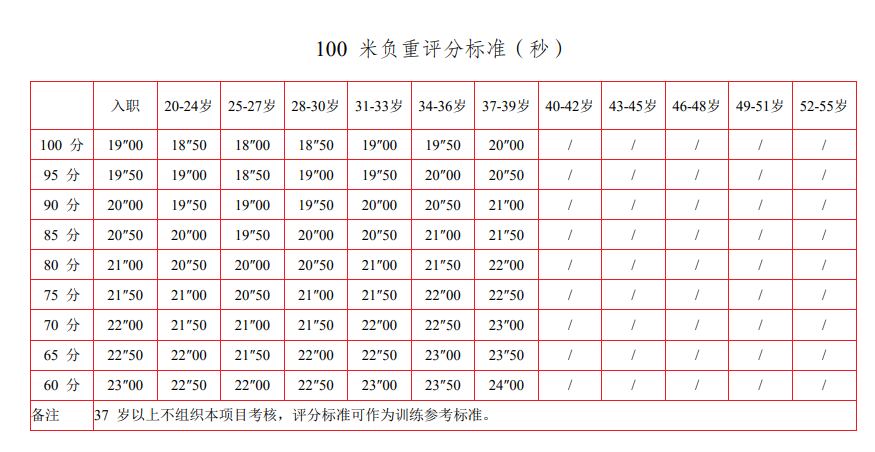 100 米负重评分标准（秒）
入职 20-24岁 25-27岁 28-30岁 31-33岁 34-36岁 37-39岁 40-42岁 43-45岁 46-48岁 49-51岁 52-55岁
100 分 19″00 18″50 18″00 18″50 19″00 19″50 20″00 / / / / /
95 分 19″50 19″00 18″50 19″00 19″50 20″00 20″50 / / / / /
90 分 20″00 19″50 19″00 19″50 20″00 20″50 21″00 / / / / /
85 分 20″50 20″00 19″50 20″00 20″50 21″00 21″50 / / / / /
80 分 21″00 20″50 20″00 20″50 21″00 21″50 22″00 / / / / /
75 分 21″50 21″00 20″50 21″00 21″50 22″00 22″50 / / / / /
70 分 22″00 21″50 21″00 21″50 22″00 22″50 23″00 / / / / /
65 分 22″50 22″00 21″50 22″00 22″50 23″00 23″50 / / / / /
60 分 23″00 22″50 22″00 22″50 23″00 23″50 24″00 / / / / /
备注 37 岁以上不组织本项目考核，评分标准可作为训练参考标准。